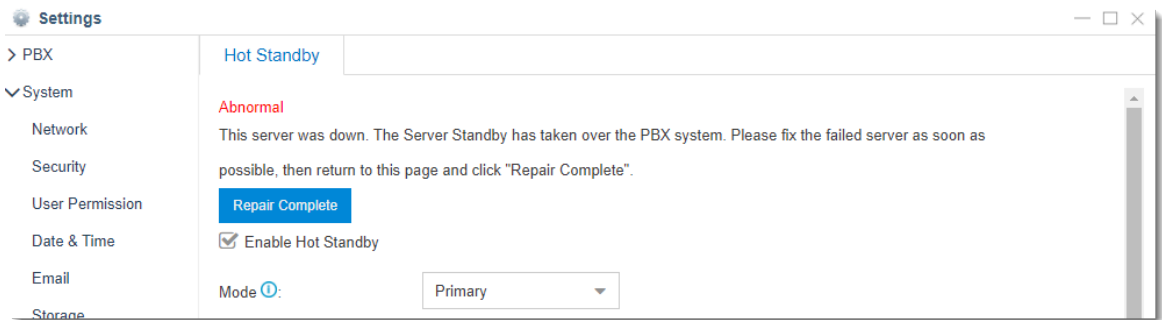 Settings
PBX
Hot Standby
System
Network
Security
User Permission
Date & Time
Email
Storage
Abnormal
This server was down. The Server Standby has taken over the PBX system. Please fix the failed server as soon as
possible, then return to this page and click "Repair Complete".
Repair Complete
Enable Hot Standby
Mode :
Primary